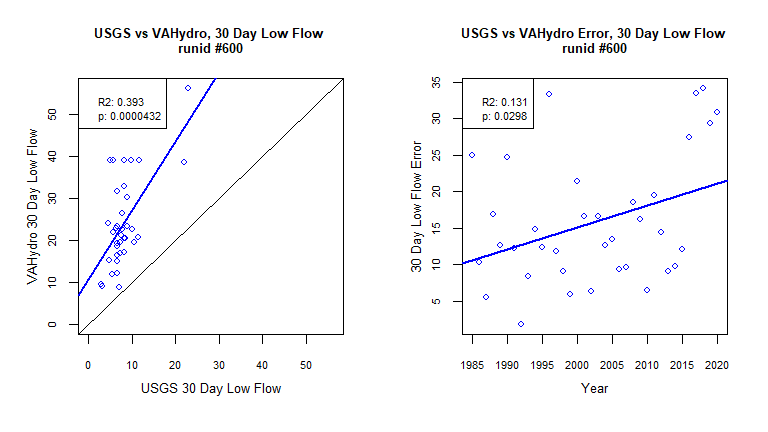 USGS vs VAHydro, 30 Day Low Flow
runid #600
R2: 0.393
p: 0.0000432
VAHydro 30 Day Low Flow
50
40
30
20
10
0
0 10 20 30 40 50
USGS 30 Day Low Flow
USGS vs VAHydro Error, 30 Day Low Flow
runid #600
R2: 0.131
p: 0.0298
30 Day Low Flow Error
35
30
25
20
15
10
5
1985 1990 1995 2000 2005 2010 2015 2020
Year